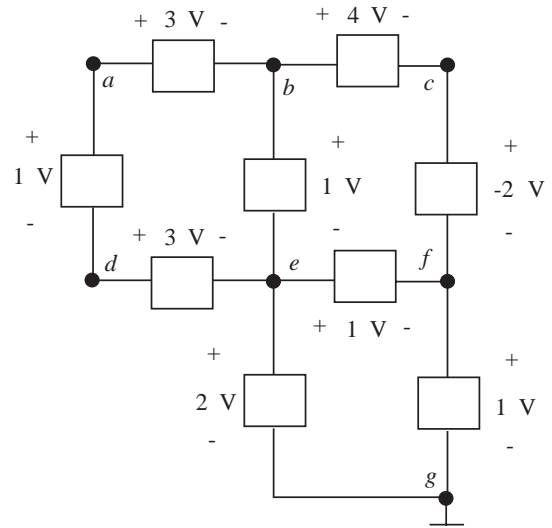 + 3 V - + 4 V -
a b c
+ + +
1 V 1 V -2 V
- - -
+ 3 V -
d e f
+ 1 V -
+ +
2 V 1 V
- -
g